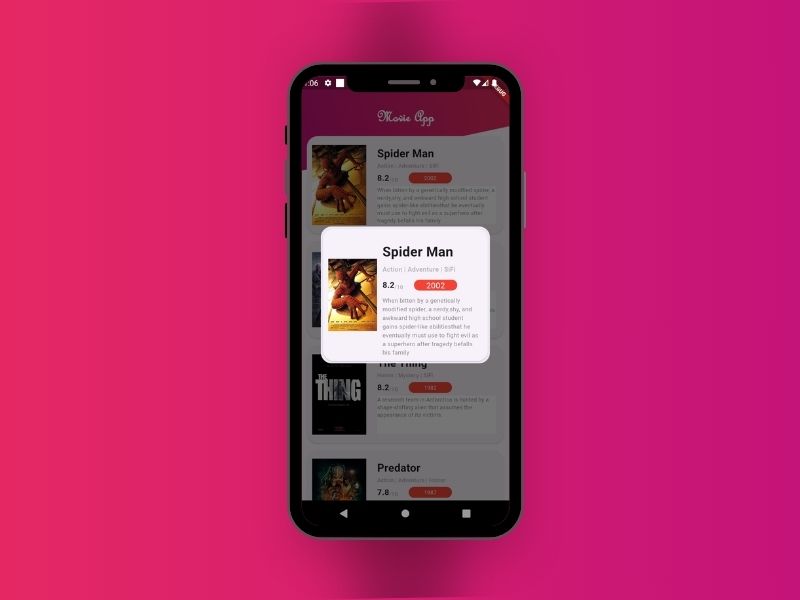 :06
DEBUG
Movie App
Spider Man
Action | Adventure | SiFi
8.2/10 2002
When bitten by a genetically modified spider, a
nerdy,shy, and awkward high school student
gains spider-like abilitiesthat he eventually
must use to fight evil as a superhero after
tragedy befalls his family
Spider Man
Action | Adventure | SiFi
8.2/10 2002
When bitten by a genetically
modified spider, a nerdy,shy, and
awkward high school student
gains spider-like abilitiesthat he
eventually must use to fight evil as
a superhero after tragedy befalls
his family
THE
THING
The Thing
Horror | Mystery | SiFi
8.2/10 1982
A research team in Antarctica is hunted by a
shape-shifting alien that assumes the
appearance of its victims.
Predator
Action | Adventure | Horror
7.8/10 1987